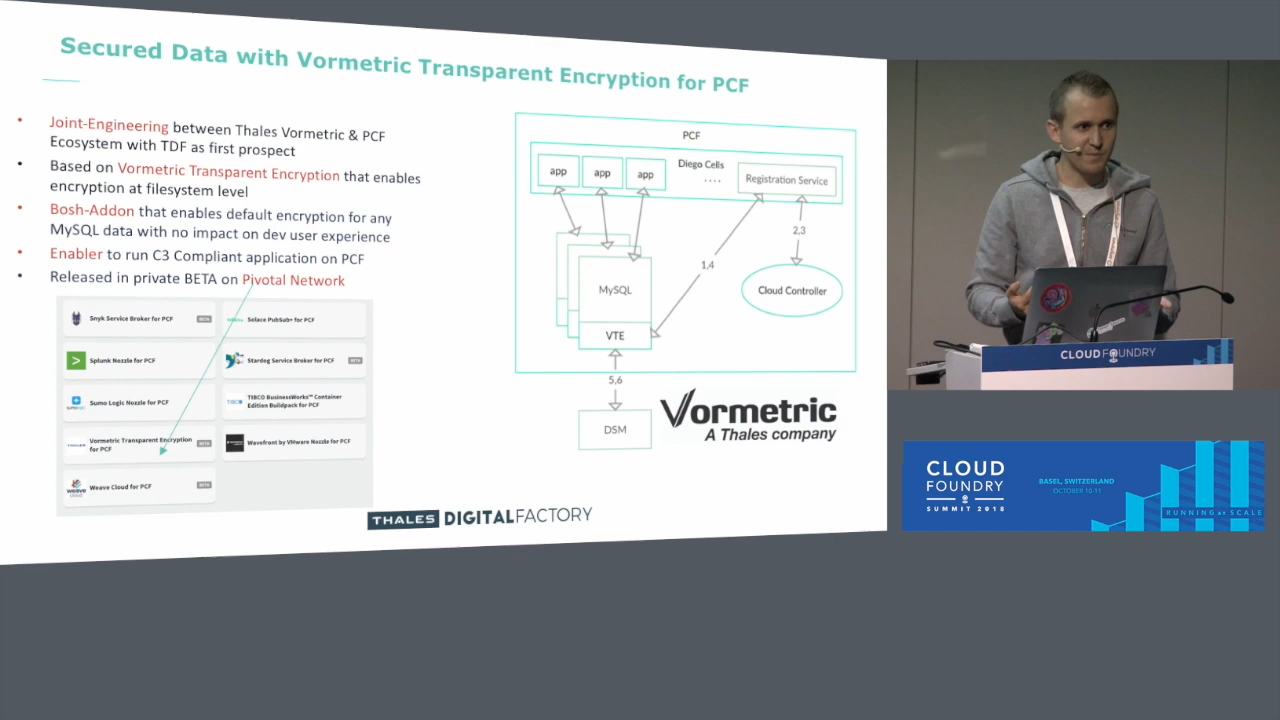 Secured Data with Vormetric Transparent Encryption for PCF
Joint-Engineering between Thales Vormetric & PCF
Ecosystem with TDF as first prospect
Based on Vormetric Transparent Encryption that enables
encryption at filesystem level
Bosh-Addon that enables default encryption for any
MySQL data with no impact on dev user experience
Enabler to run C3 Compliant application on PCF
Released in private BETA on Pivotal Network
Snyk Service Broker for PCF
BETA
Solace PubSub+ for PCF
Splunk Nozzle for PCF
Stardog Service Broker for PCF
BETA
Sumo Logic Nozzle for PCF
TIBCO BusinessWorks™ Container
Edition Buildpack for PCF
Vormetric Transparent Encryption
for PCF
BETA
Wavefront by VMware Nozzle for PCF
Weave Cloud for PCF
BETA
PCF
app
app
app
Diego Cells
....
Registration Service
2,3
1,4
Cloud Controller
MySQL
VTE
5,6
DSM
Vormetric
A Thales company
THALES DIGITALFACTORY
CLOUD FOUNDRY
CLOUD
FOUNDRY
SUMMIT 2018
BASEL, SWITZERLAND
OCTOBER 10-11
RUNNING AT SCALE